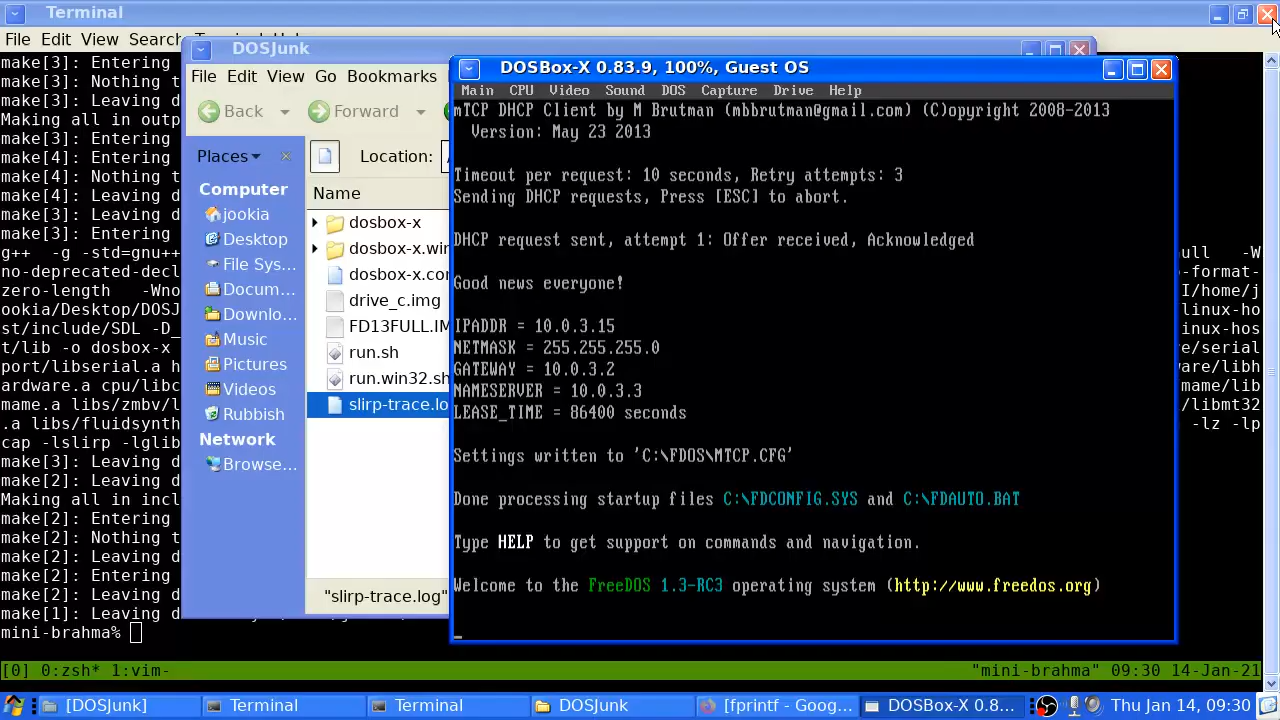 Terminal
File Edit View Search Terminal Help
make[3]: Entering
make[3]: Nothing t
make[3]: Leaving d
Making all in outp
make[3]: Entering
make[4]: Entering
make[4]: Nothing t
make[4]: Leaving d
make[3]: Leaving d
make[3]: Entering
g++ -g -std=gnu++
no-deprecated-decl
zero-length -Wno
ookia/Desktop/DOSJ
st/include/SDL -D_
t/lib -o dosbox-x
port/libserial.a h
ardware.a cpu/libc
mame.a libs/zmbv/l
.a libs/fluidsynth
cap -lslirp -lglib
make[3]: Leaving d
make[2]: Leaving d
Making all in incl
make[2]: Entering
make[2]: Nothing t
make[2]: Leaving d
make[2]: Entering
make[2]: Nothing t
make[2]: Leaving d
make[1]: Leaving d
mini-brahma%
ull -W
-format-
I/home/j
linux-ho
inux-hos
e/serial
ware/lib
mame/lib
/libmt32
-lz -lp
[0] 0:zsh* 1:vim- "mini-brahma" 09:30 14-Jan-21
DOSJunk
File Edit View Go Bookmarks
Back Forward
Places Location:
Computer
jookia
Desktop
File Sys...
Docum...
Downlo...
Music
Pictures
Videos
Rubbish
Network
Browse...
Name
dosbox-x
dosbox-x.win
dosbox-x.con
drive_c.img
FD13FULL.IM
run.sh
run.win32.sh
slirp-trace.lo
"slirp-trace.log"
DOSBox-X 0.83.9, 100%, Guest OS
Main CPU Video Sound DOS Capture Drive Help
mTCP DHCP Client by M Brutman (mbbrutman@gmail.com) (C)opyright 2008-2013
Version: May 23 2013
Timeout per request: 10 seconds, Retry attempts: 3
Sending DHCP requests, Press [ESC] to abort.
DHCP request sent, attempt 1: Offer received, Acknowledged
Good news everyone!
IPADDR = 10.0.3.15
NETMASK = 255.255.255.0
GATEWAY = 10.0.3.2
NAMESERVER = 10.0.3.3
LEASE_TIME = 86400 seconds
Settings written to 'C:\FDOS\MTCP.CFG'
Done processing startup files C:\FDCONFIG.SYS and C:\FDAUTO.BAT
Type HELP to get support on commands and navigation.
Welcome to the FreeDOS 1.3-RC3 operating system (http://www.freedos.org)
[DOSJunk] Terminal Terminal DOSJunk [fprintf - Goog... DOSBox-X 0.8... Thu Jan 14, 09:30